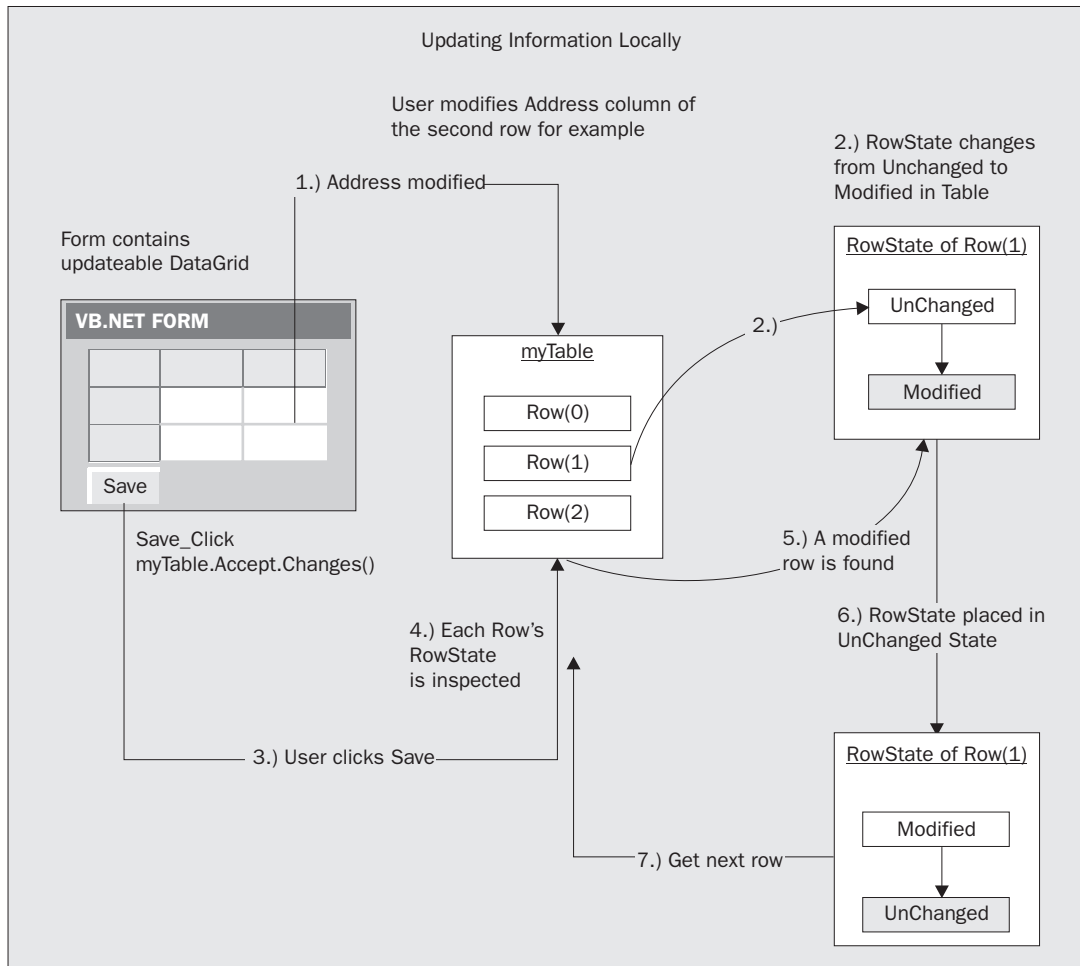 Updating Information Locally
User modifies Address column of
the second row for example
1.) Address modified
2.) RowState changes
from Unchanged to
Modified in Table
Form contains
updateable DataGrid
VB.NET FORM
Save
Save_Click
myTable.Accept.Changes()
myTable
Row(0)
Row(1)
Row(2)
2.)
RowState of Row(1)
UnChanged
Modified
3.) User clicks Save
4.) Each Row's
RowState
is inspected
5.) A modified
row is found
6.) RowState placed in
UnChanged State
RowState of Row(1)
Modified
UnChanged
7.) Get next row